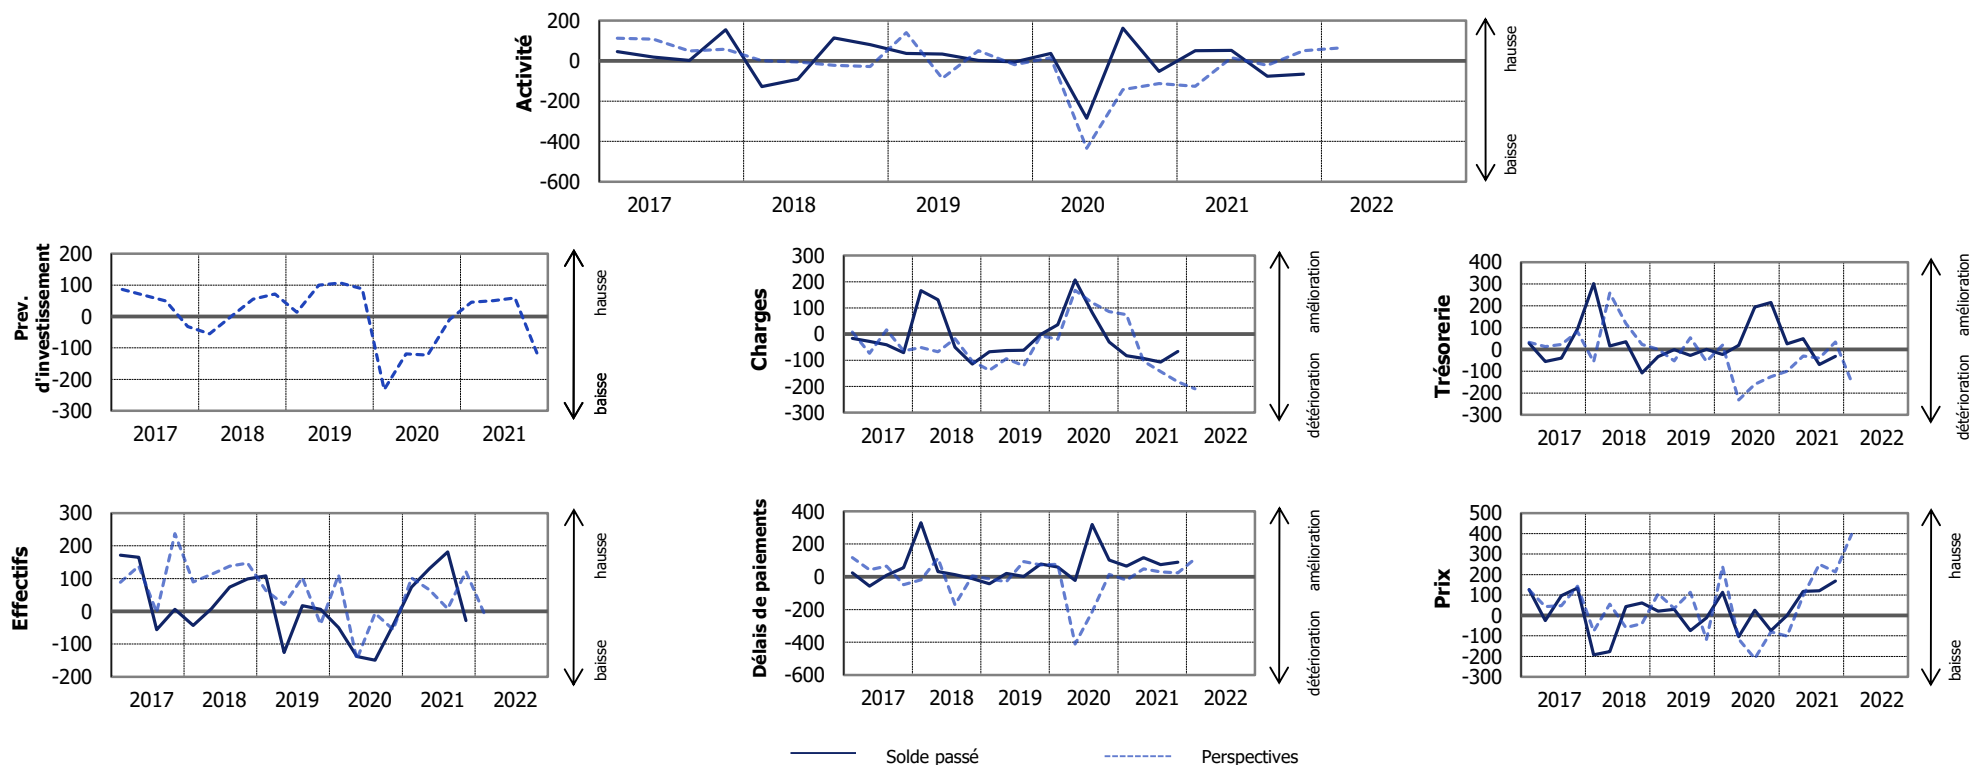 Activité
200
0
-200
-400
-600
2017 2018 2019 2020 2021 2022
hausse
baisse
Prev.
d'investissement
200
100
0
-100
-200
-300
2017 2018 2019 2020 2021
hausse
baisse
Charges
300
200
100
0
-100
-200
-300
2017 2018 2019 2020 2021 2022
amélioration
détérioration
Trésorerie
400
300
200
100
0
-100
-200
-300
2017 2018 2019 2020 2021 2022
amélioration
détérioration
Effectifs
300
200
100
0
-100
-200
2017 2018 2019 2020 2021 2022
hausse
baisse
Délais de paiements
400
200
0
-200
-400
-600
2017 2018 2019 2020 2021 2022
amélioration
détérioration
Prix
500
400
300
200
100
0
-100
-200
-300
2017 2018 2019 2020 2021 2022
hausse
baisse
Solde passé Perspectives